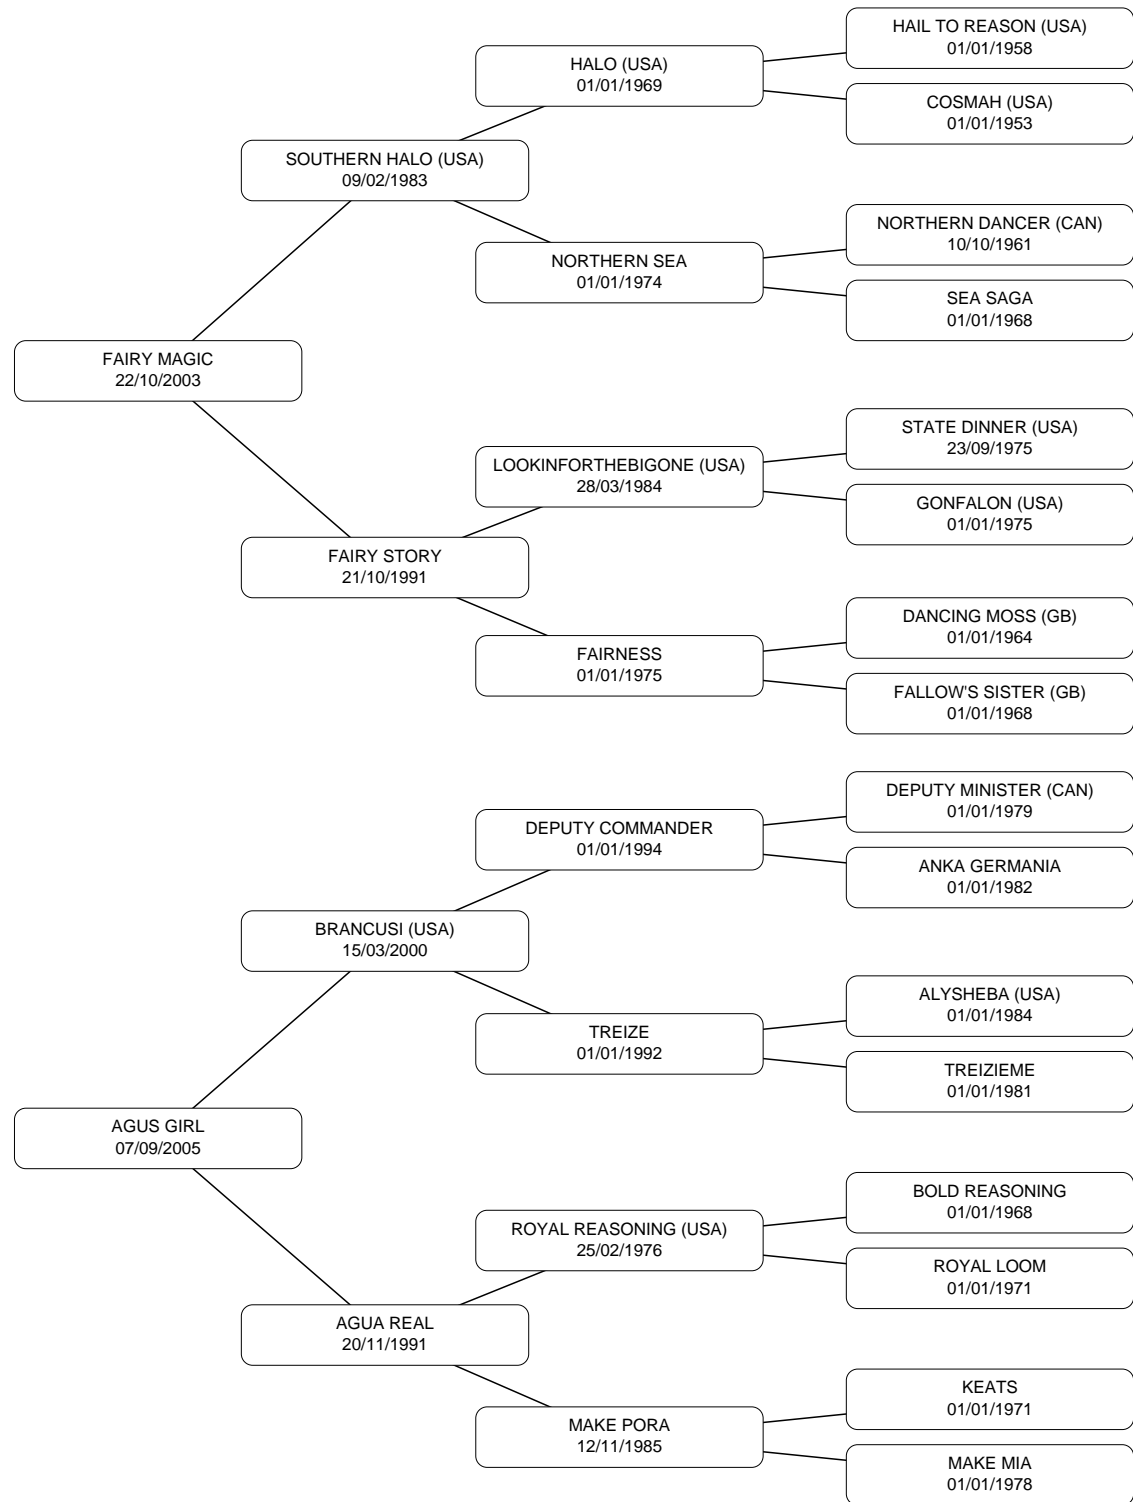 HAIL TO REASON (USA)
01/01/1958
HALO (USA)
01/01/1969
COSMAH (USA)
01/01/1953
SOUTHERN HALO (USA)
09/02/1983
NORTHERN DANCER (CAN)
10/10/1961
NORTHERN SEA
01/01/1974
SEA SAGA
01/01/1968
FAIRY MAGIC
22/10/2003
STATE DINNER (USA)
23/09/1975
LOOKINFORTHEBIGONE (USA)
28/03/1984
GONFALON (USA)
01/01/1975
FAIRY STORY
21/10/1991
DANCING MOSS (GB)
01/01/1964
FAIRNESS
01/01/1975
FALLOW'S SISTER (GB)
01/01/1968
DEPUTY MINISTER (CAN)
01/01/1979
DEPUTY COMMANDER
01/01/1994
ANKA GERMANIA
01/01/1982
BRANCUSI (USA)
15/03/2000
ALYSHEBA (USA)
01/01/1984
TREIZE
01/01/1992
TREIZIEME
01/01/1981
AGUS GIRL
07/09/2005
BOLD REASONING
01/01/1968
ROYAL REASONING (USA)
25/02/1976
ROYAL LOOM
01/01/1971
AGUA REAL
20/11/1991
KEATS
01/01/1971
MAKE PORA
12/11/1985
MAKE MIA
01/01/1978